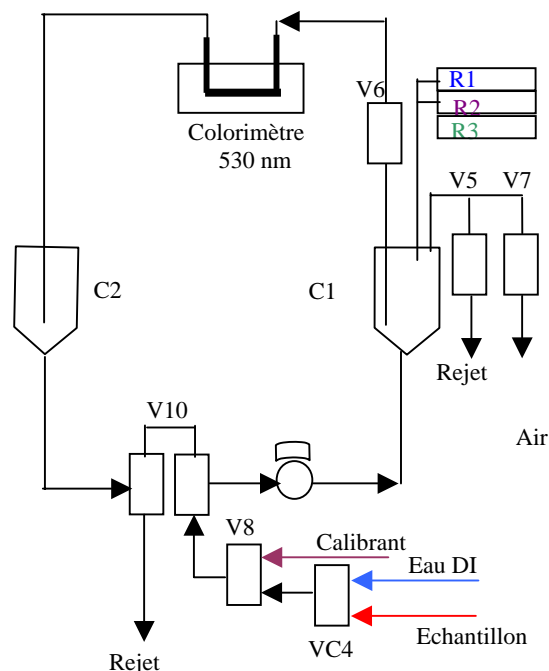 R1
V6
R2
Colorimètre
530 nm
R3
V5
V7
C2
C1
Rejet
V10
Air
V8
Calibrant
Eau DI
VC4
Echantillon
Rejet